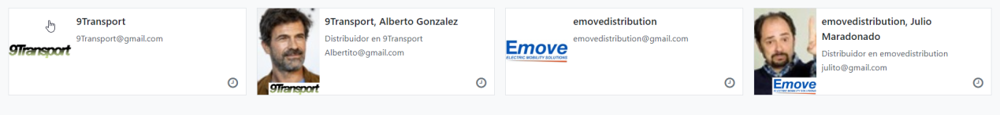 9Transport
9Transport@gmail.com
9Transport
9Transport, Alberto Gonzalez
Distribuidor en 9Transport
Albertito@gmail.com
9Transport
emovedistribution
emovedistribution@gmail.com
Emove
ELECTRIC MOBILITY SOLUTIONS
emovedistribution, Julio
Maradonado
Distribuidor en emovedistribution
julito@gmail.com
Emove
ELECTRIC MOBILITY SOLUTIONS